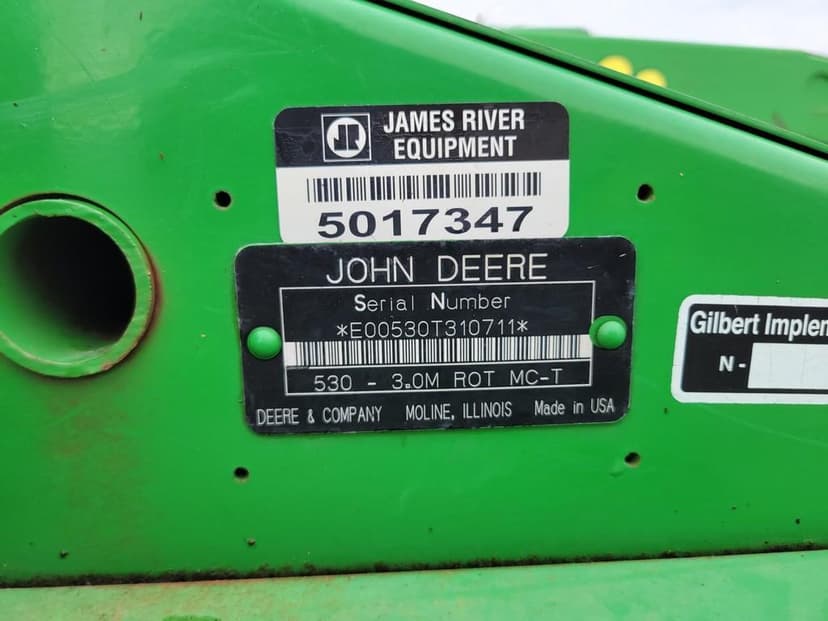 JAMES RIVER
EQUIPMENT
5017347
JOHN DEERE
Serial Number
*E00530T310711*
530 - 3.0M ROT MC-T
DEERE & COMPANY MOLINE, ILLINOIS Made in USA
Gilbert
N-